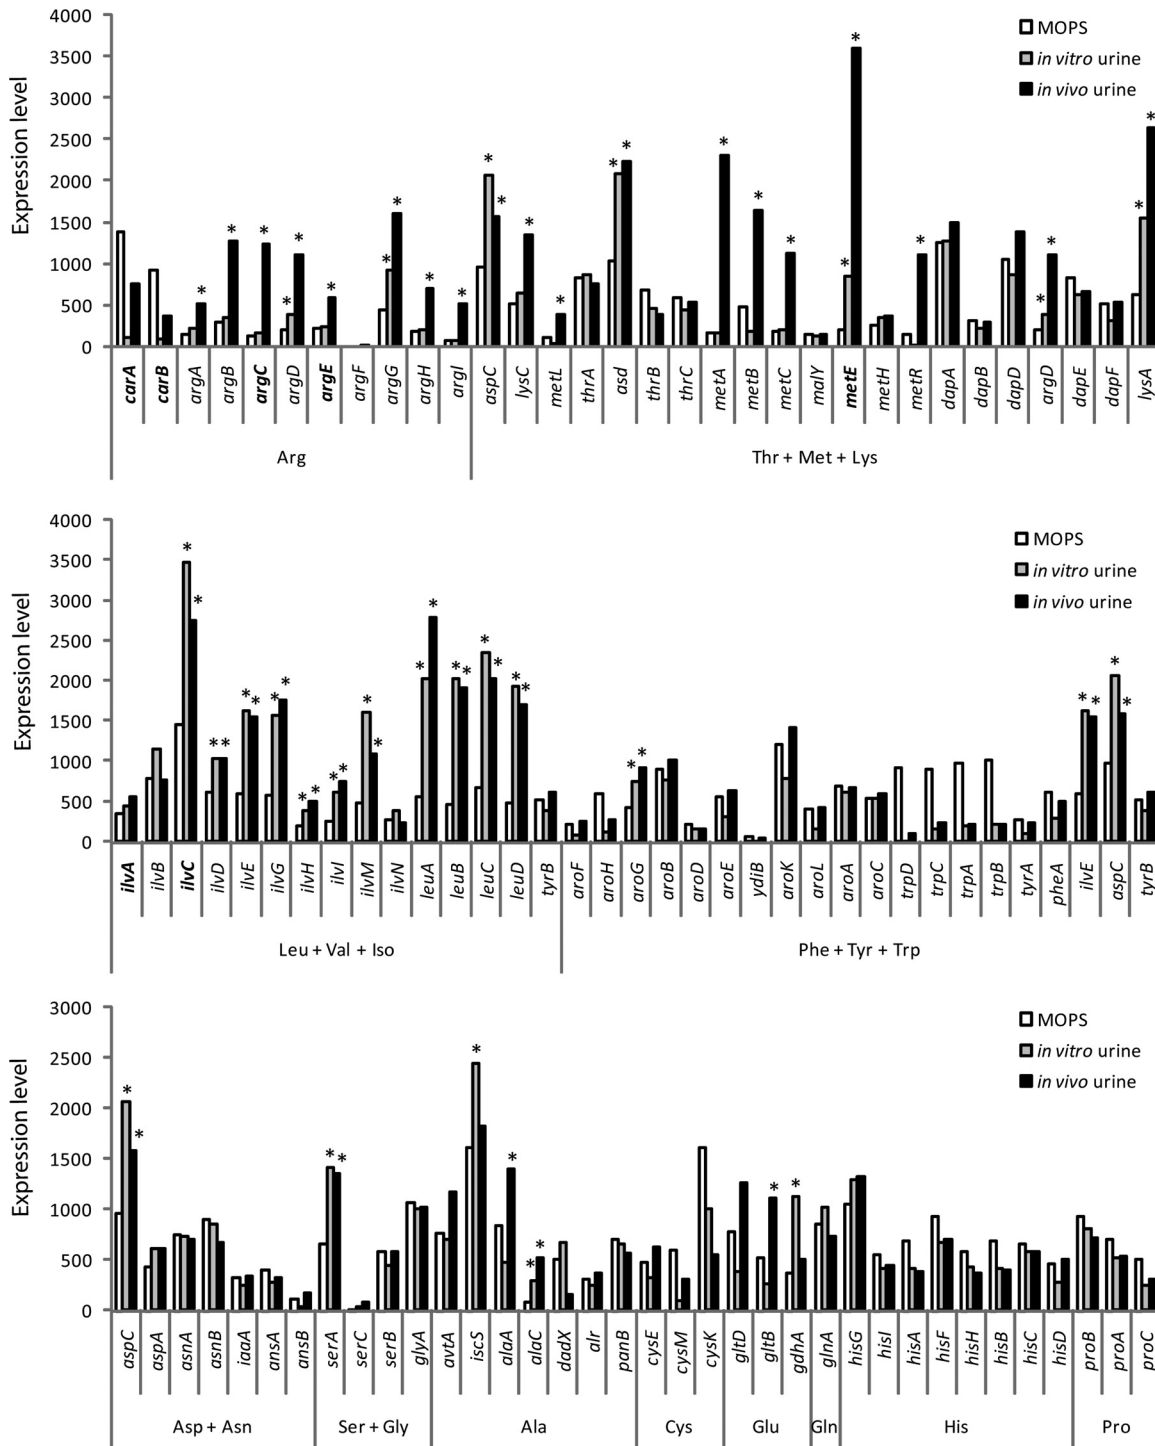 4000
3500
3000
2500
2000
1500
1000
500
0
Expression level
MOPS
in vitro urine
in vivo urine
carA carB argA argB argC argD argE argF argG argH argI aspC lysC metL thrA asd thrB thrC metA metB metC malY metE metH metR dapA dapB dapD argD dapE dapF lysA
Arg Thr + Met + Lys
4000
3500
3000
2500
2000
1500
1000
500
0
Expression level
MOPS
in vitro urine
in vivo urine
ilvA ilvB ilvC ilvD ilvE ilvG ilvH ilvI ilvM ilvN leuA leuB leuC leuD tyrB aroF aroH aroG aroB aroD aroE ydiB aroK aroL aroA aroC trpD trpC trpA trpB tyrA pheA ilvE aspC tyrB
Leu + Val + Iso Phe + Tyr + Trp
3000
2500
2000
1500
1000
500
0
Expression level
MOPS
in vitro urine
in vivo urine
aspC aspA asnA asnB iaaA ansA ansB serA serC serB glyA avtA iscS alaA alaC dadX alr panB cysE cysM cysK gltD gltB gdhA glnA hisG hisI hisA hisF hisH hisB hisC hisD proB proA proC
Asp + Asn Ser + Gly Ala Cys Glu Gln His Pro